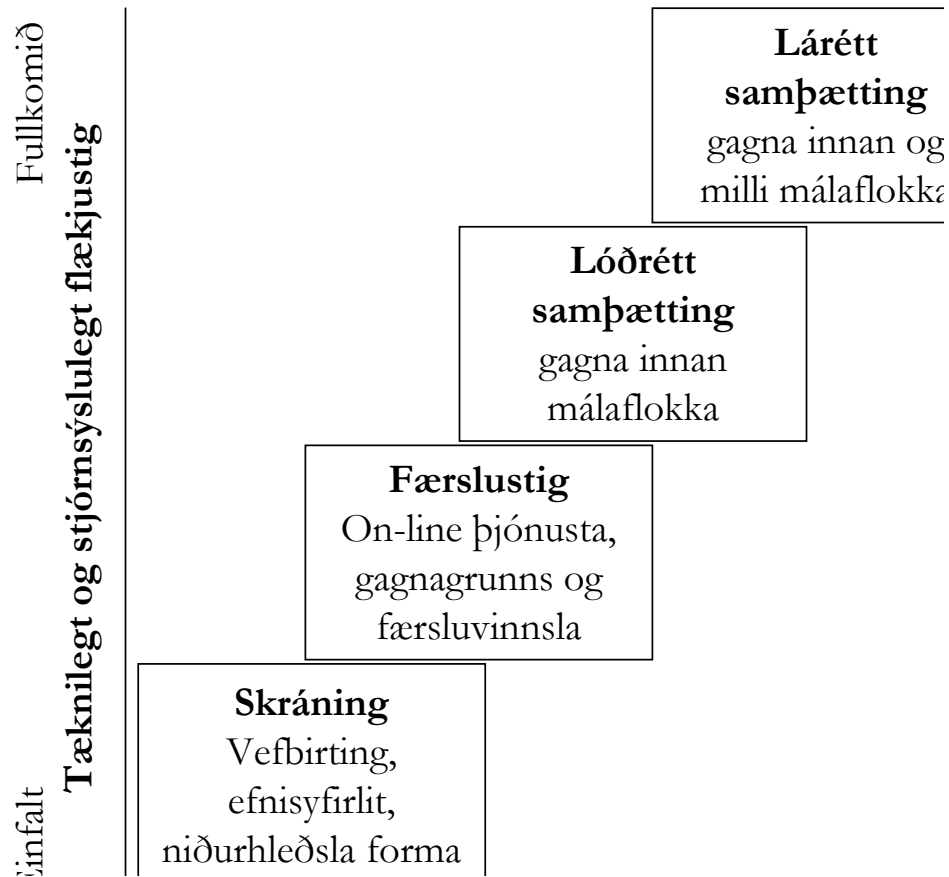 Fullkomið
Tæknilegt og stjórnsýslulegt flækjustig
Einfalt
Lárétt
samþætting
gagna innan og
milli málaflokka
Lóðrétt
samþætting
gagna innan
málaflokka
Færslustig
On-line þjónusta,
gagnagrunns og
færsluvinnsla
Skráning
Vefbirting,
efnisyfirlit,
niðurhleðsla forma